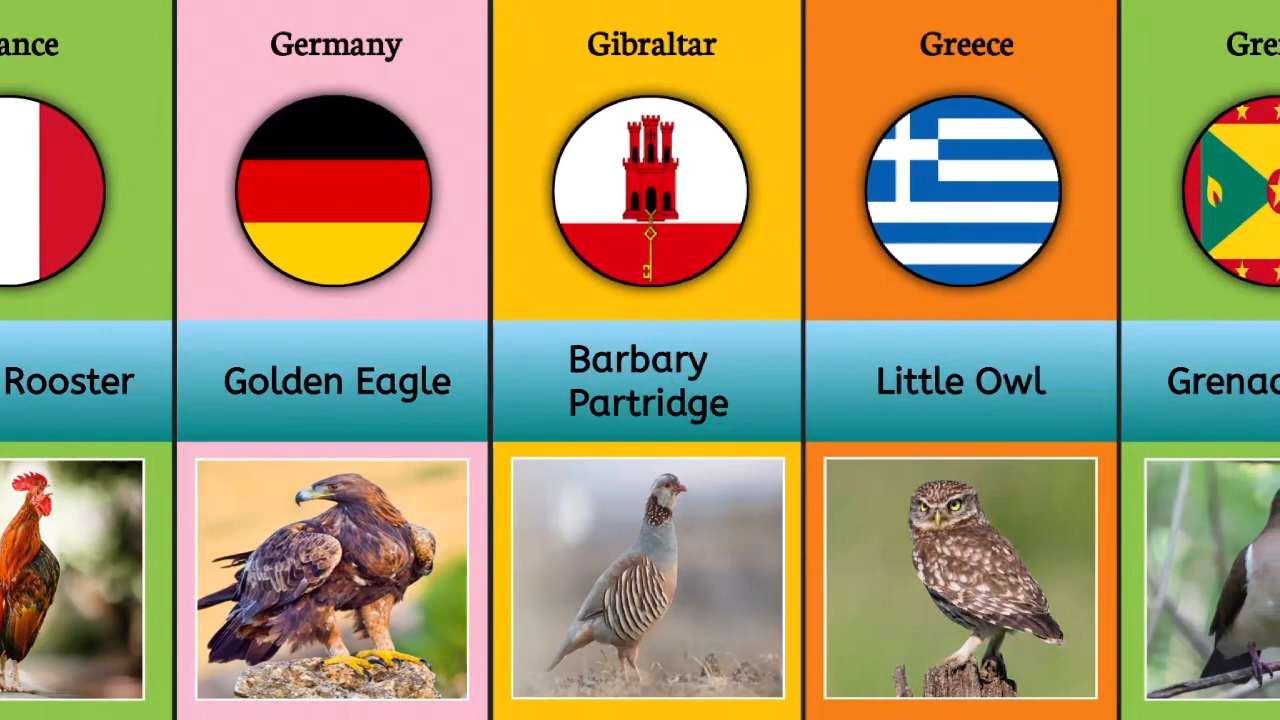 ance
Germany
Gibraltar
Greece
Gre
Rooster
Golden Eagle
Barbary
Partridge
Little Owl
Grenad